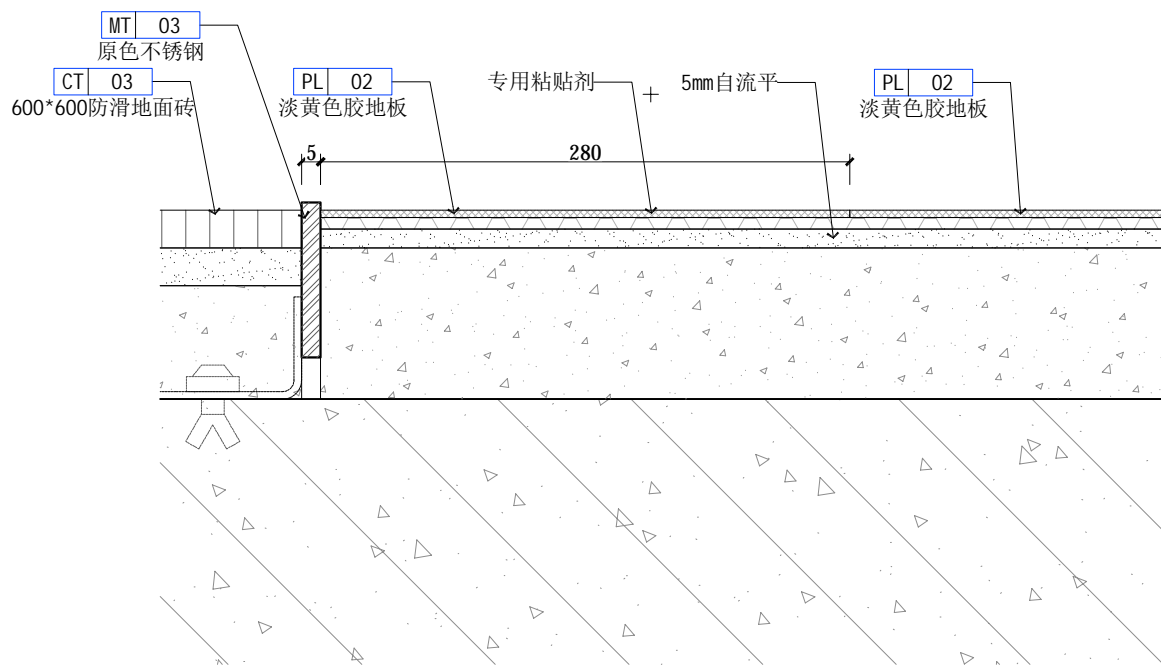 MT 03
原色不锈钢
CT 03
600*600防滑地面砖
PL 02
淡黄色胶地板
专用粘贴剂
5mm自流平
PL 02
淡黄色胶地板
5
280